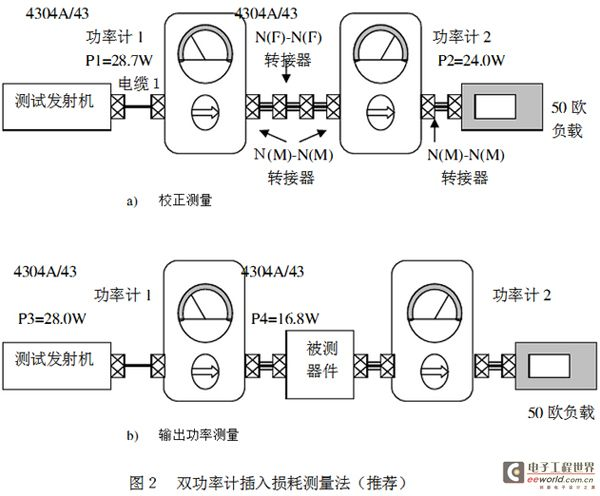 4304A/43
4304A/43
功率计 1
N(F)-N(F)
功率计 2
P1=28.7W
转接器
P2=24.0W
电缆 1
测试发射机
50 欧
负载
N(M)-N(M)
转接器
N(M)-N(M)
转接器
a) 校正测量
4304A/43
4304A/43
功率计 1
功率计 2
P3=28.0W
P4=16.8W
测试发射机
被测
器件
50 欧负载
b) 输出功率测量
图 2 双功率计插入损耗测量法（推荐）
电子工程世界
eeworld.com.cn